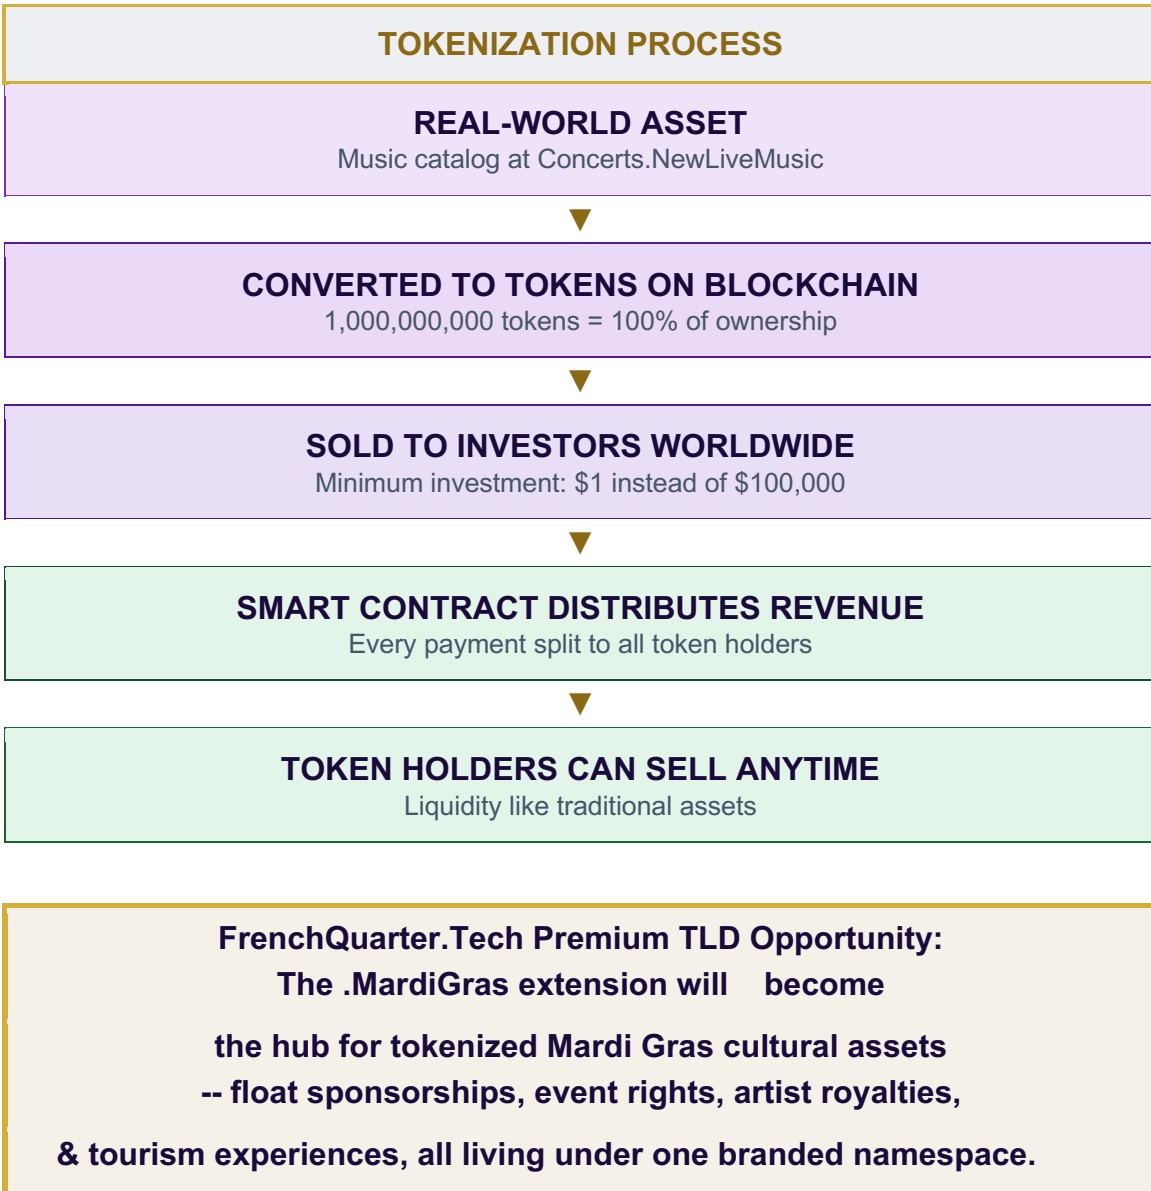 TOKENIZATION PROCESS
REAL-WORLD ASSET
Music catalog at Concerts.NewLiveMusic
CONVERTED TO TOKENS ON BLOCKCHAIN
1,000,000,000 tokens = 100% of ownership
SOLD TO INVESTORS WORLDWIDE
Minimum investment: $1 instead of $100,000
SMART CONTRACT DISTRIBUTES REVENUE
Every payment split to all token holders
TOKEN HOLDERS CAN SELL ANYTIME
Liquidity like traditional assets
FrenchQuarter.Tech Premium TLD Opportunity:
The .MardiGras extension will become
the hub for tokenized Mardi Gras cultural assets
-- float sponsorships, event rights, artist royalties,
& tourism experiences, all living under one branded namespace.